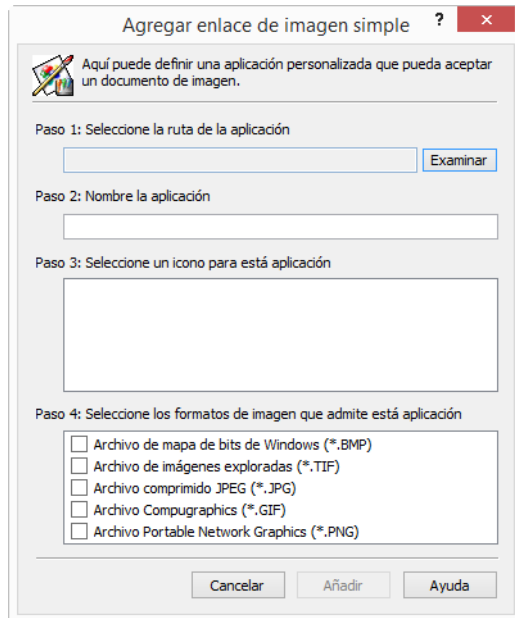 Agregar enlace de imagen simple
?
×
Aquí puede definir una aplicación personalizada que pueda aceptar
un documento de imagen.
Paso 1: Seleccione la ruta de la aplicación
Examinar
Paso 2: Nombre la aplicación
Paso 3: Seleccione un icono para está aplicación
Paso 4: Seleccione los formatos de imagen que admite está aplicación
Archivo de mapa de bits de Windows (*.BMP)
Archivo de imágenes exploradas (*.TIF)
Archivo comprimido JPEG (*.JPG)
Archivo Compugraphics (*.GIF)
Archivo Portable Network Graphics (*.PNG)
Cancelar Añadir Ayuda